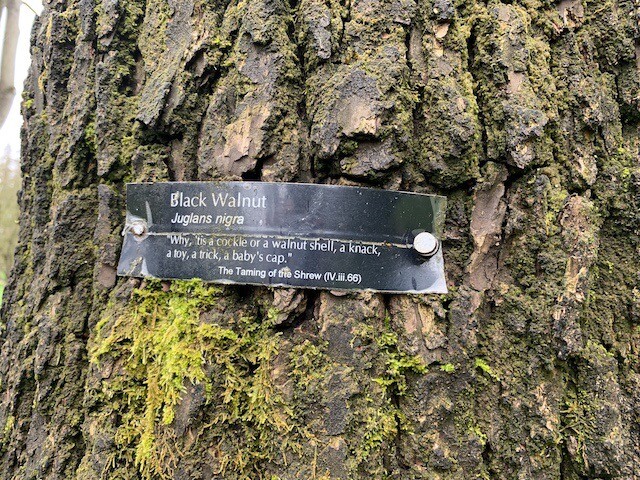 Black Walnut
Juglans nigra
"Why, 'tis a cockle or a walnut shell, a knack,
a toy, a trick, a baby's cap."
The Taming of the Shrew (IV.iii.66)